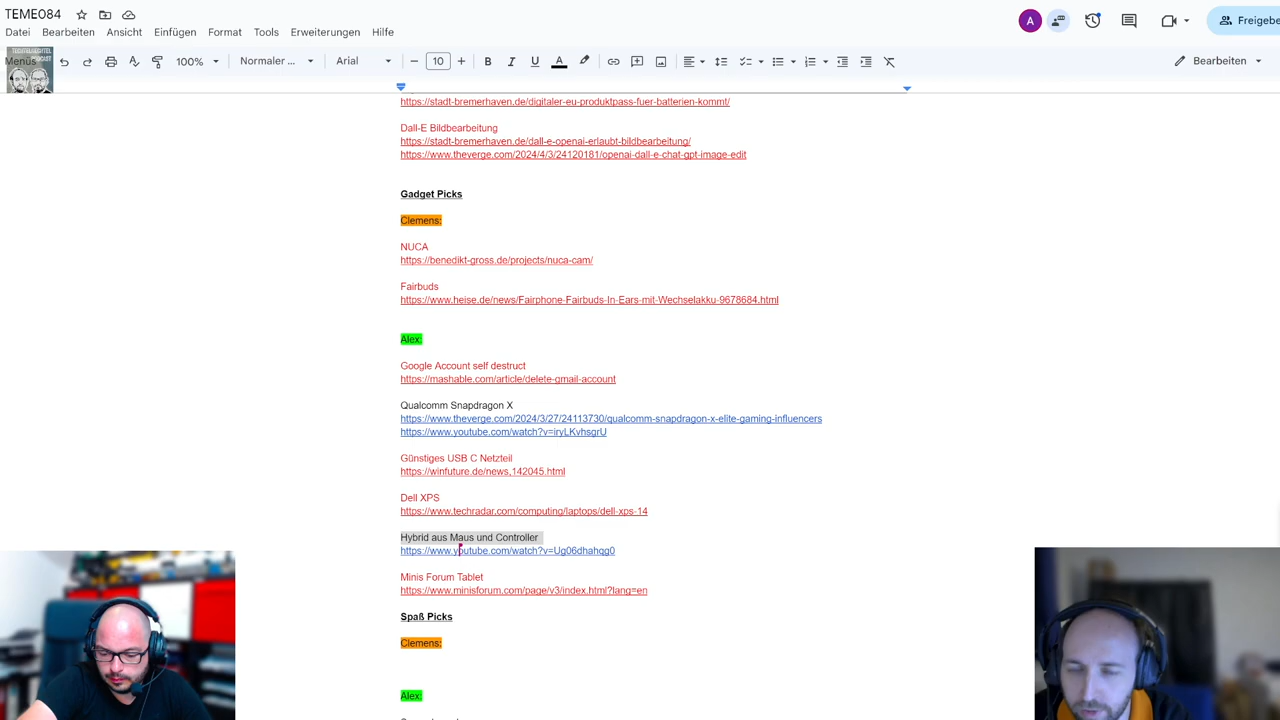 TEME084
Datei Bearbeiten Ansicht Einfügen Format Tools Erweiterungen Hilfe
A
Freigebe
Menüs
100% Normaler ... Arial 10 B I U A Bearbeiten
https://stadt-bremerhaven.de/digitaler-eu-produktpass-fuer-batterien-kommt/
Dall-E Bildbearbeitung
https://stadt-bremerhaven.de/dall-e-openai-erlaubt-bildbearbeitung/
https://www.theverge.com/2024/4/3/24120181/openai-dall-e-chat-gpt-image-edit
Gadget Picks
Clemens:
NUCA
https://benedikt-gross.de/projects/nuca-cam/
Fairbuds
https://www.heise.de/news/Fairphone-Fairbuds-In-Ears-mit-Wechselakku-9678684.html
Alex:
Google Account self destruct
https://mashable.com/article/delete-gmail-account
Qualcomm Snapdragon X
https://www.theverge.com/2024/3/27/24113730/qualcomm-snapdragon-x-elite-gaming-influencers
https://www.youtube.com/watch?v=iryLKvhsgrU
Günstiges USB C Netzteil
https://winfuture.de/news,142045.html
Dell XPS
https://www.techradar.com/computing/laptops/dell-xps-14
Hybrid aus Maus und Controller
https://www.youtube.com/watch?v=Ug06dhahqg0
Minis Forum Tablet
https://www.minisforum.com/page/v3/index.html?lang=en
Spaß Picks
Clemens:
Alex: